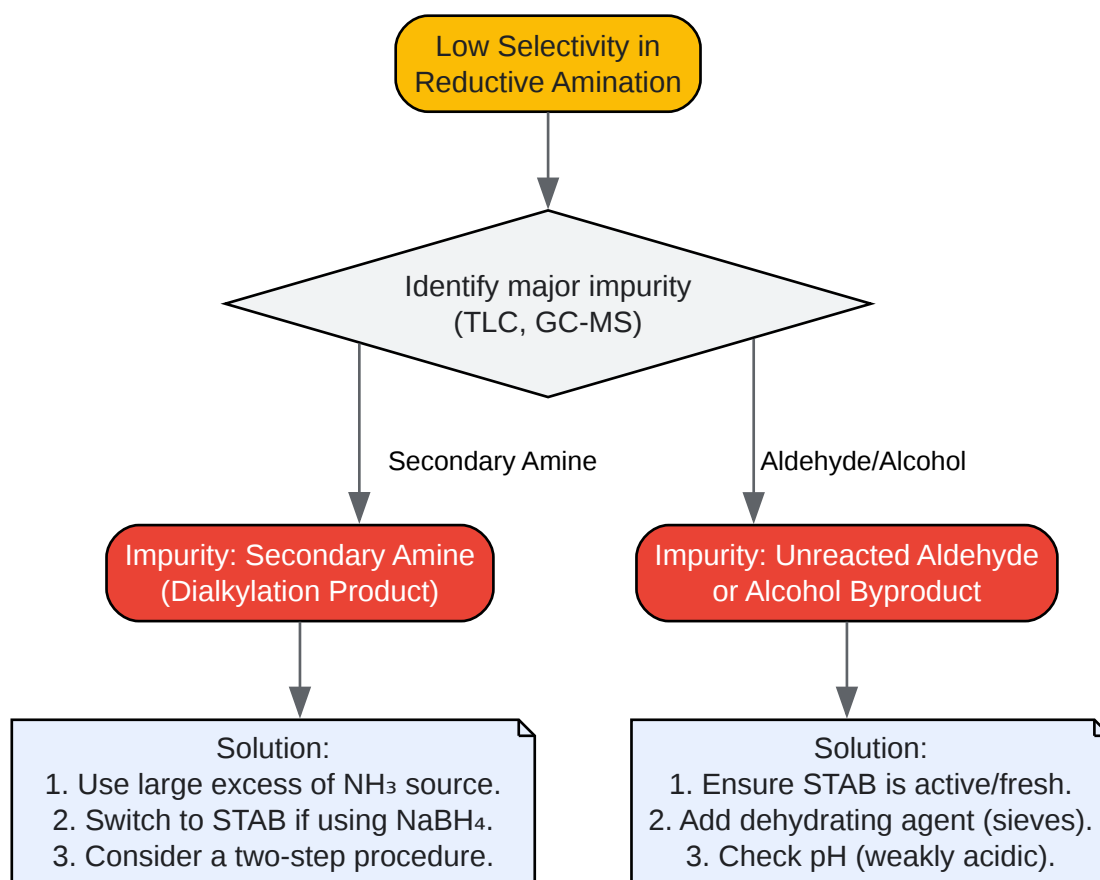 Low Selectivity in
Reductive Amination
Identify major impurity
(TLC, GC-MS)
Secondary Amine
Aldehyde/Alcohol
Impurity: Secondary Amine
(Dialkylation Product)
Impurity: Unreacted Aldehyde
or Alcohol Byproduct
Solution:
1. Use large excess of NH₃ source.
2. Switch to STAB if using NaBH₄.
3. Consider a two-step procedure.
Solution:
1. Ensure STAB is active/fresh.
2. Add dehydrating agent (sieves).
3. Check pH (weakly acidic).